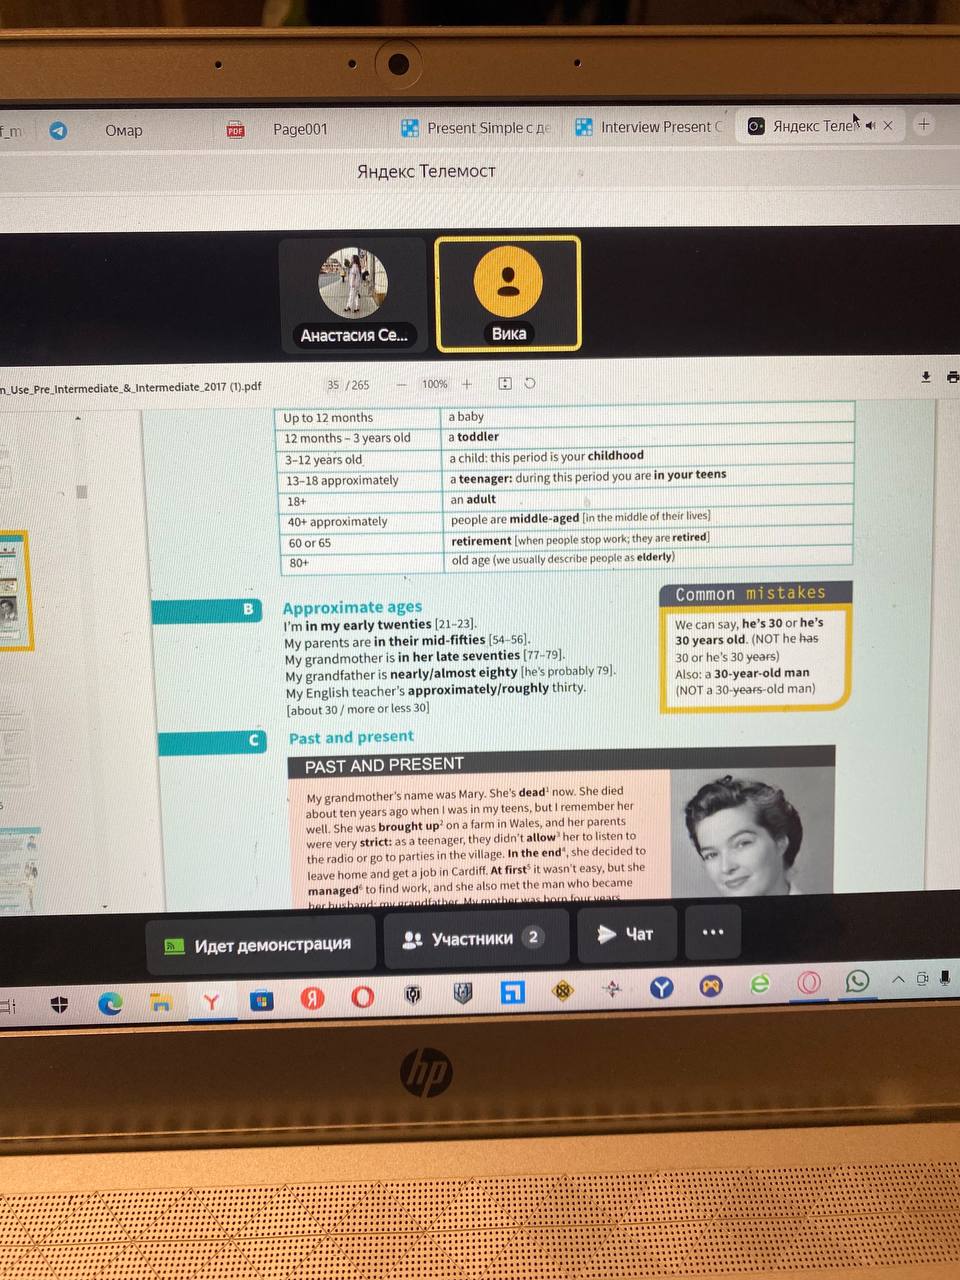 f_m
Омар
PDF
Page001
Present Simple с де
Interview Present C
Яндекс Телем
Яндекс Телемост
Анастасия Се...
Вика
n_Use_Pre_Intermediate_&_Intermediate_2017 (1).pdf
35 / 265
100%
Up to 12 months a baby
12 months – 3 years old a toddler
3–12 years old a child: this period is your childhood
13–18 approximately a teenager: during this period you are in your teens
18+ an adult
40+ approximately people are middle-aged [in the middle of their lives]
60 or 65 retirement [when people stop work; they are retired]
80+ old age (we usually describe people as elderly)
B Approximate ages
I'm in my early twenties [21–23].
My parents are in their mid-fifties [54–56].
My grandmother is in her late seventies [77–79].
My grandfather is nearly/almost eighty [he's probably 79].
My English teacher's approximately/roughly thirty.
[about 30 / more or less 30]
Common mistakes
We can say, he's 30 or he's
30 years old. (NOT he has
30 or he's 30 years)
Also: a 30-year-old man
(NOT a 30-years-old man)
C Past and present
PAST AND PRESENT
My grandmother's name was Mary. She's dead¹ now. She died
about ten years ago when I was in my teens, but I remember her
well. She was brought up² on a farm in Wales, and her parents
were very strict: as a teenager, they didn't allow³ her to listen to
the radio or go to parties in the village. In the end⁴, she decided to
leave home and get a job in Cardiff. At first⁵ it wasn't easy, but she
managed⁶ to find work, and she also met the man who became
her husband: my grandfather. My mother was born four years
Идет демонстрация
Участники 2
Чат
Y
Я
hp